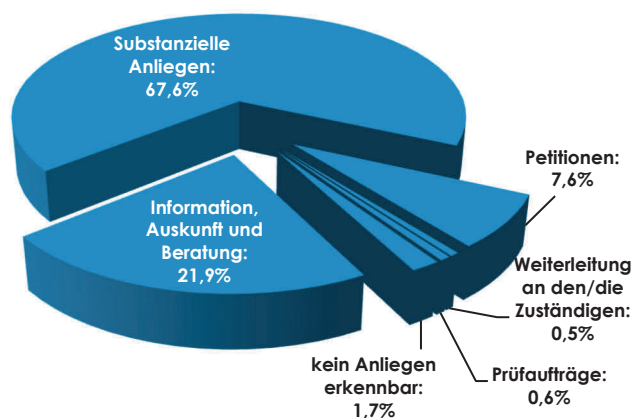 Substanzielle
Anliegen:
67,6%
Petitionen:
7,6%
Information,
Auskunft und
Beratung:
21,9%
Weiterleitung
an den/die
Zuständigen:
0,5%
kein Anliegen
erkennbar:
1,7%
Prüfaufträge:
0,6%